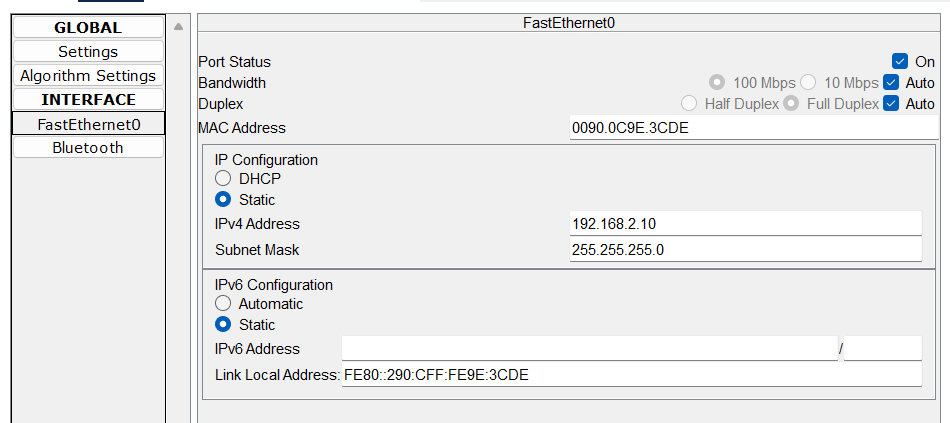 GLOBAL
Settings
Algorithm Settings
INTERFACE
FastEthernet0
Bluetooth
FastEthernet0
Port Status On
Bandwidth 100 Mbps 10 Mbps Auto
Duplex Half Duplex Full Duplex Auto
MAC Address 0090.0C9E.3CDE
IP Configuration
DHCP
Static
IPv4 Address 192.168.2.10
Subnet Mask 255.255.255.0
IPv6 Configuration
Automatic
Static
IPv6 Address /
Link Local Address: FE80::290:CFF:FE9E:3CDE